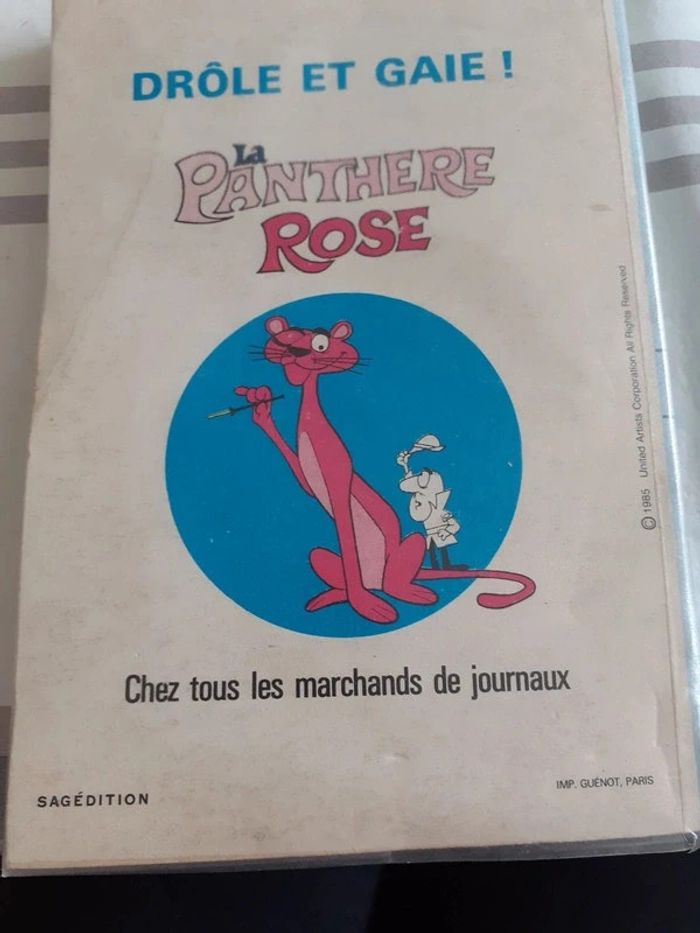 DRÔLE ET GAIE !
La
PANTHERE
ROSE
© 1985 United Artists Corporation All Rights Reserved
Chez tous les marchands de journaux
SAGÉDITION
IMP. GUÉNOT, PARIS